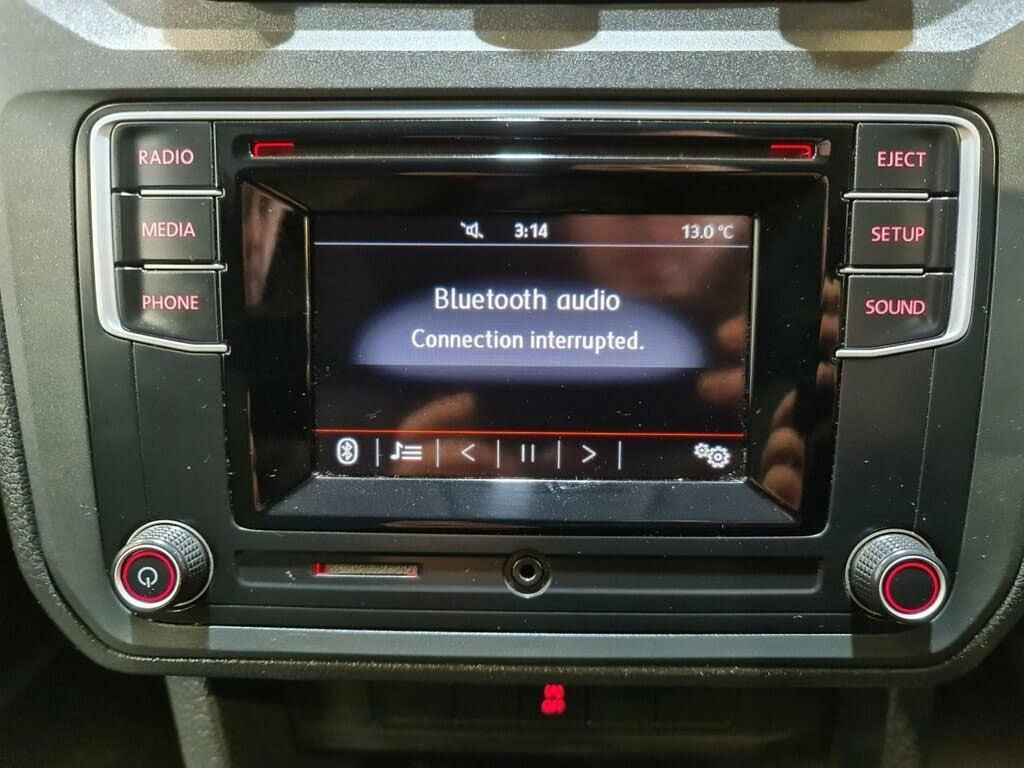 RADIO
EJECT
MEDIA
SETUP
PHONE
SOUND
3:14
13.0 °C
Bluetooth audio
Connection interrupted.